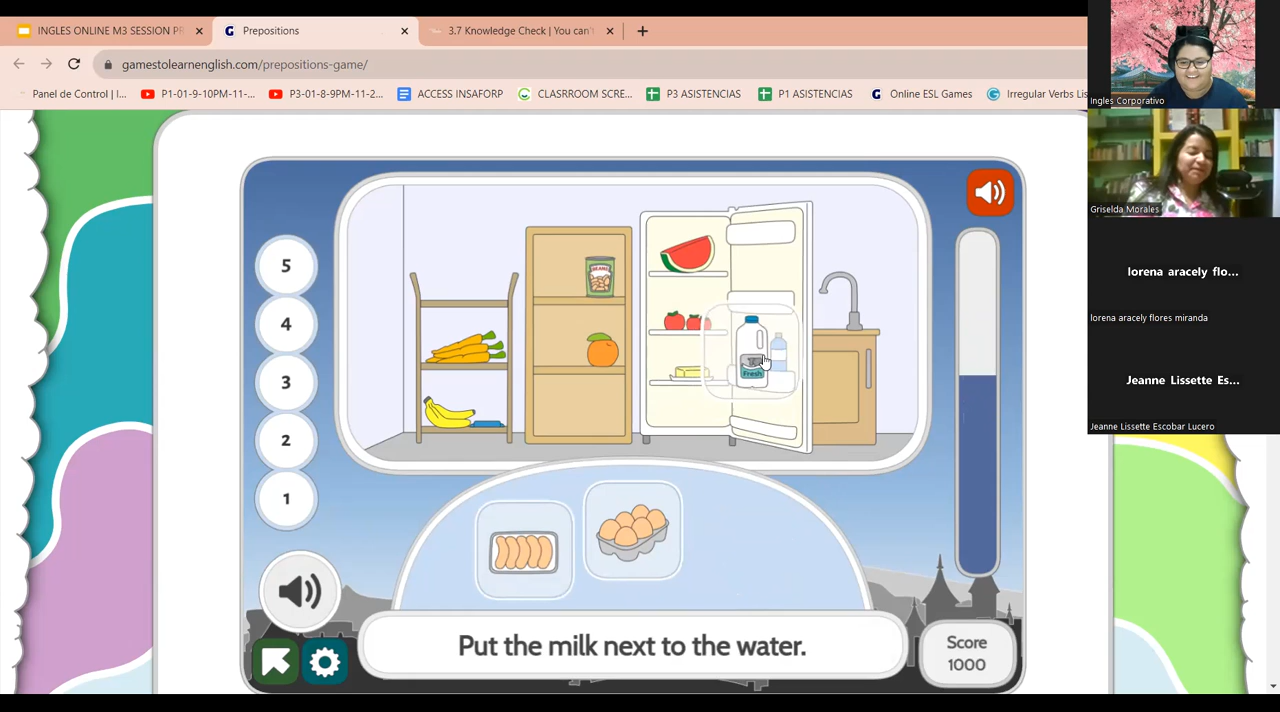 INGLES ONLINE M3 SESSION PR
Prepositions
3.7 Knowledge Check | You can'
gamestolearnenglish.com/prepositions-game/
Panel de Control | I...
P1-01-9-10PM-11-...
P3-01-8-9PM-11-2...
ACCESS INSAFORP
CLASRROOM SCRE...
P3 ASISTENCIAS
P1 ASISTENCIAS
Online ESL Games
Irregular Verbs Lis
Ingles Corporativo
Griselda Morales
lorena aracely flo...
lorena aracely flores miranda
Jeanne Lissette Es...
Jeanne Lissette Escobar Lucero
5
4
3
2
1
BEANS
Fresh
Put the milk next to the water.
Score
1000